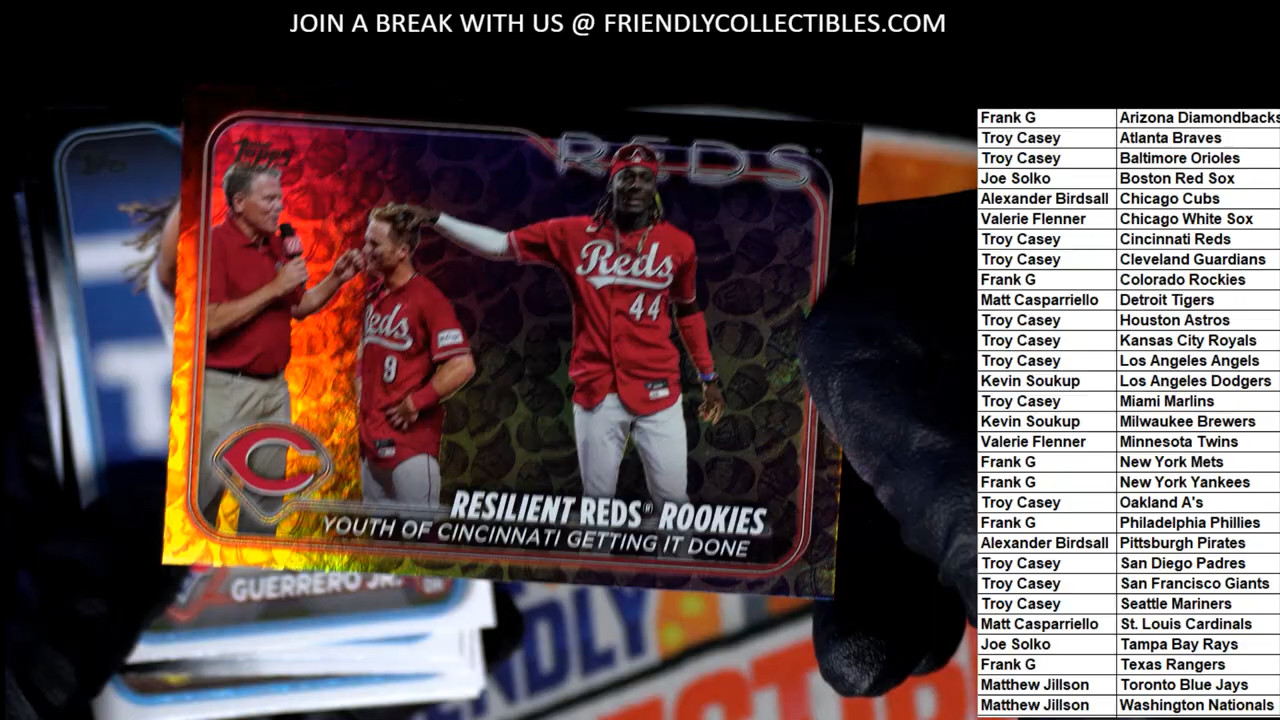 JOIN A BREAK WITH US @ FRIENDLYCOLLECTIBLES.COM
Topps
REDS
Reds
44
Reds
9
RESILIENT REDS® ROOKIES
YOUTH OF CINCINNATI GETTING IT DONE
GUERRERO JR.
Frank G Arizona Diamondbacks
Troy Casey Atlanta Braves
Troy Casey Baltimore Orioles
Joe Solko Boston Red Sox
Alexander Birdsall Chicago Cubs
Valerie Flenner Chicago White Sox
Troy Casey Cincinnati Reds
Troy Casey Cleveland Guardians
Frank G Colorado Rockies
Matt Casparriello Detroit Tigers
Troy Casey Houston Astros
Troy Casey Kansas City Royals
Troy Casey Los Angeles Angels
Kevin Soukup Los Angeles Dodgers
Troy Casey Miami Marlins
Kevin Soukup Milwaukee Brewers
Valerie Flenner Minnesota Twins
Frank G New York Mets
Frank G New York Yankees
Troy Casey Oakland A's
Frank G Philadelphia Phillies
Alexander Birdsall Pittsburgh Pirates
Troy Casey San Diego Padres
Troy Casey San Francisco Giants
Troy Casey Seattle Mariners
Matt Casparriello St. Louis Cardinals
Joe Solko Tampa Bay Rays
Frank G Texas Rangers
Matthew Jillson Toronto Blue Jays
Matthew Jillson Washington Nationals